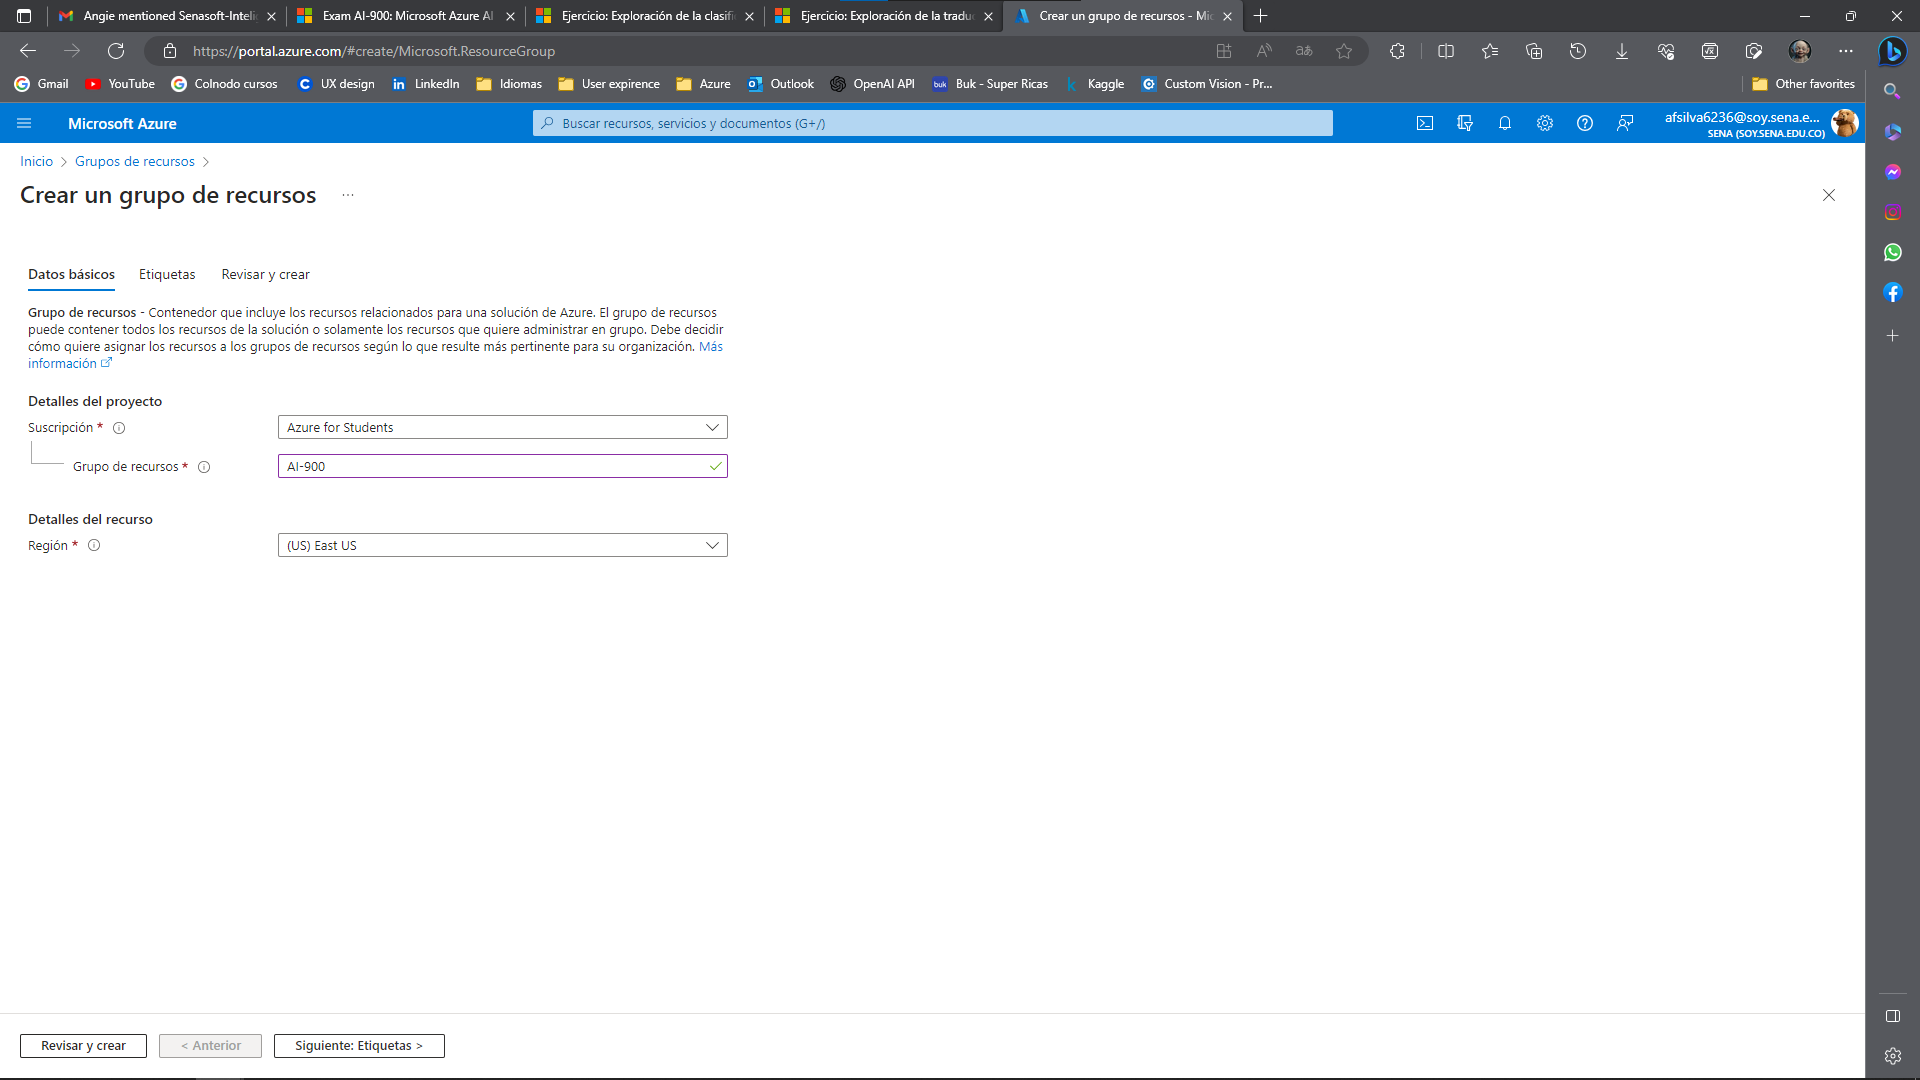 Angie mentioned Senasoft-Inteli
Exam AI-900: Microsoft Azure AI
Ejercicio: Exploración de la clasifi
Ejercicio: Exploración de la tradu
Crear un grupo de recursos - Mic
https://portal.azure.com/#create/Microsoft.ResourceGroup
Gmail
YouTube
Colnodo cursos
UX design
LinkedIn
Idiomas
User expirence
Azure
Outlook
OpenAI API
Buk - Super Ricas
Kaggle
Custom Vision - Pr...
Other favorites
Microsoft Azure
Buscar recursos, servicios y documentos (G+/)
afsilva6236@soy.sena.e...
SENA (SOY.SENA.EDU.CO)
Inicio > Grupos de recursos >
Crear un grupo de recursos ...
Datos básicos
Etiquetas
Revisar y crear
Grupo de recursos - Contenedor que incluye los recursos relacionados para una solución de Azure. El grupo de recursos
puede contener todos los recursos de la solución o solamente los recursos que quiere administrar en grupo. Debe decidir
cómo quiere asignar los recursos a los grupos de recursos según lo que resulte más pertinente para su organización. Más
información
Detalles del proyecto
Suscripción *
Azure for Students
Grupo de recursos *
AI-900
Detalles del recurso
Región *
(US) East US
Revisar y crear
< Anterior
Siguiente: Etiquetas >